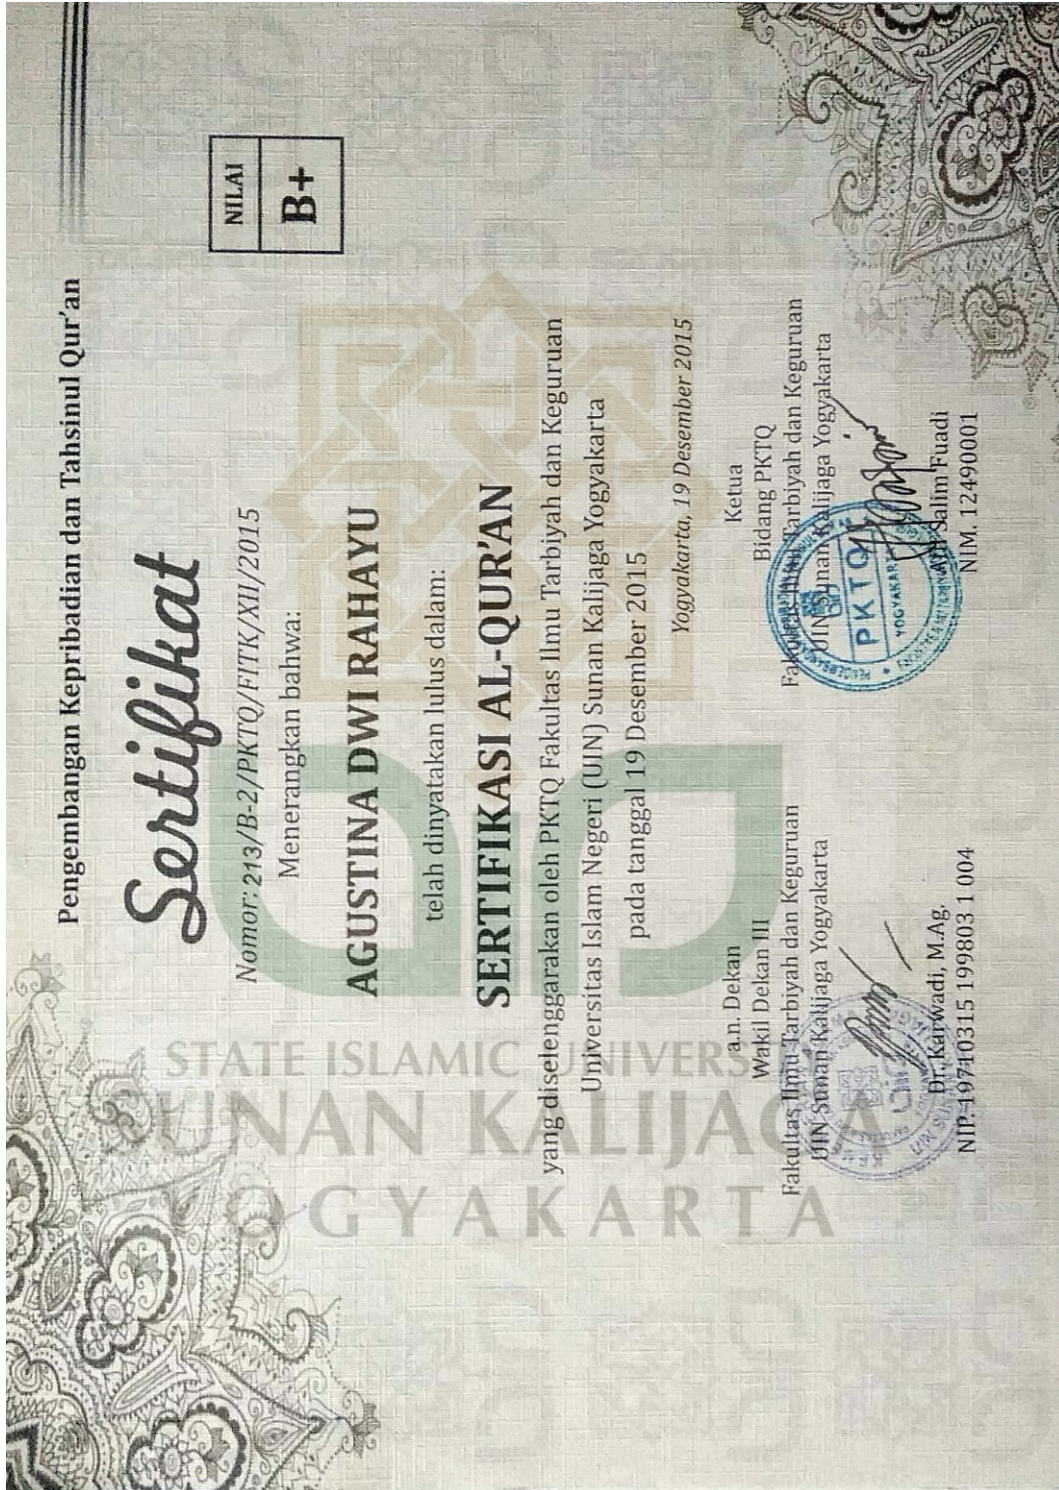 Pengembangan Kepribadian dan Tahsinul Qur'an
Sertifikat
NILAI
B+
Nomor: 213/B-2/PKTQ/FITK/XII/2015
Menerangkan bahwa:
AGUSTINA DWI RAHAYU
telah dinyatakan lulus dalam:
SERTIFIKASI AL-QUR'AN
yang diselenggarakan oleh PKTQ Fakultas Ilmu Tarbiyah dan Keguruan
Universitas Islam Negeri (UIN) Sunan Kalijaga Yogyakarta
pada tanggal 19 Desember 2015
Yogyakarta, 19 Desember 2015
a.n. Dekan
Wakil Dekan III
Fakultas Ilmu Tarbiyah dan Keguruan
UIN Sunan Kalijaga Yogyakarta
Dr. Karwadi, M.Ag.
NIP. 19710315 199803 1 004
Ketua
Bidang PKTQ
Fakultas Ilmu Tarbiyah dan Keguruan
UIN Sunan Kalijaga Yogyakarta
PKTQ
YOGYAKARTA
Salim Fuadi
NIM. 12490001
STATE ISLAMIC UNIVERSITY
SUNAN KALIJAGA
YOGYAKARTA